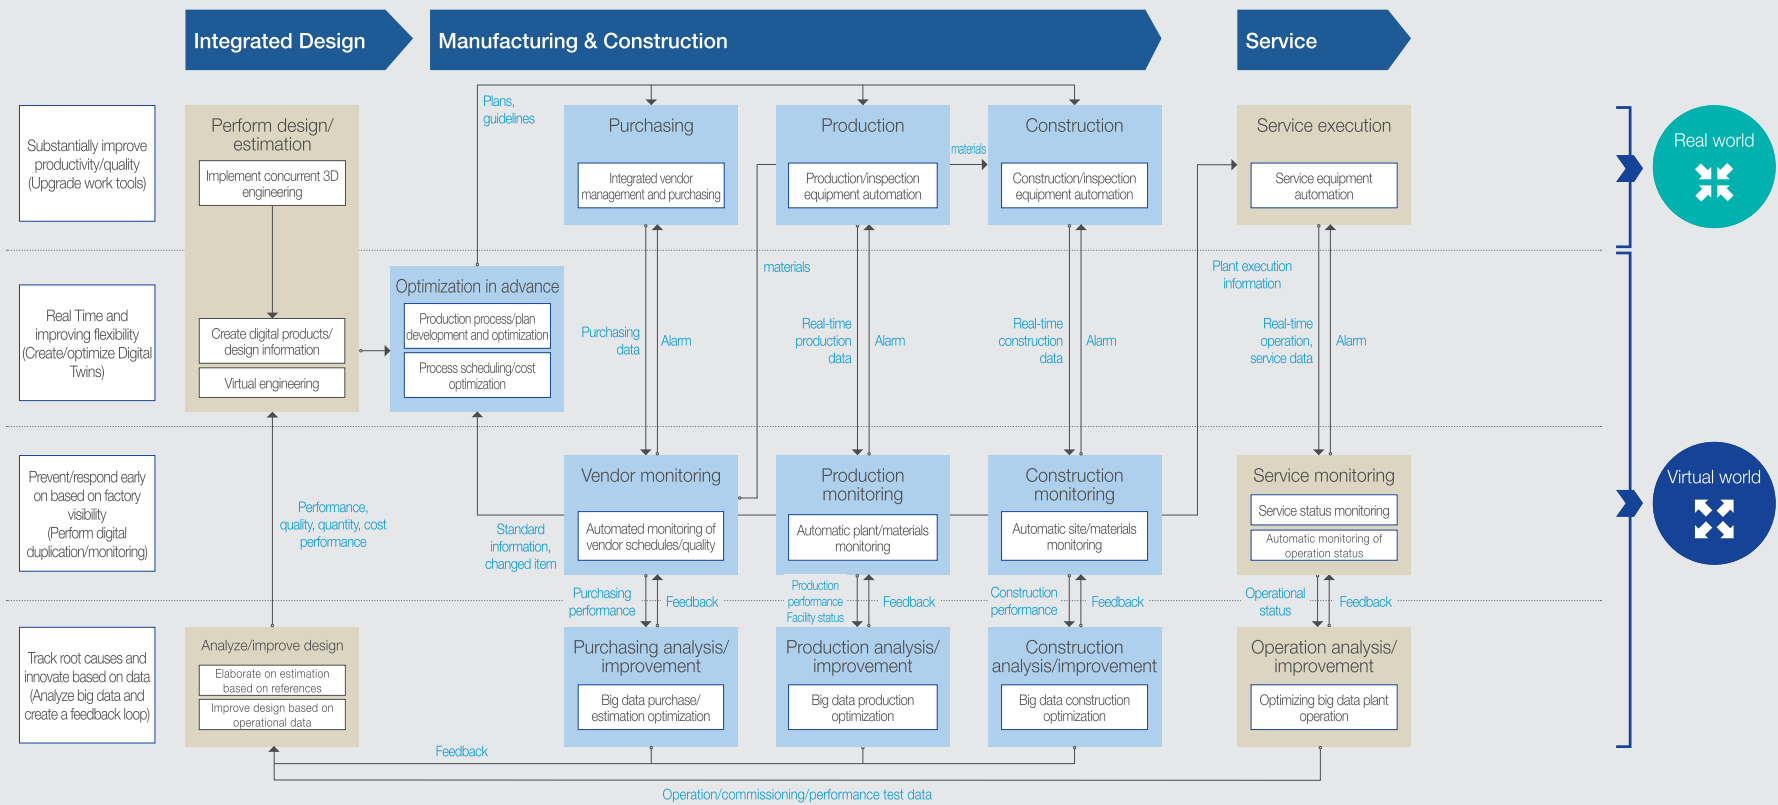 Integrated Design
Manufacturing & Construction
Service
Substantially improve
productivity/quality
(Upgrade work tools)
Perform design/
estimation
Implement concurrent 3D
engineering
Plans,
guidelines
Purchasing
Integrated vendor
management and purchasing
Production
Production/inspection
equipment automation
materials
Construction
Construction/inspection
equipment automation
Service execution
Service equipment
automation
Real world
Real Time and
improving flexibility
(Create/optimize Digital
Twins)
Create digital products/
design information
Virtual engineering
Optimization in advance
Production process/plan
development and optimization
Process scheduling/cost
optimization
Purchasing
data
Alarm
materials
Real-time
production
data
Alarm
Real-time
construction
data
Alarm
Plant execution
information
Real-time
operation,
service data
Alarm
Prevent/respond early
on based on factory
visibility
(Perform digital
duplication/monitoring)
Performance,
quality, quantity, cost
performance
Standard
information,
changed item
Vendor monitoring
Automated monitoring of
vendor schedules/quality
Production
monitoring
Automatic plant/materials
monitoring
Construction
monitoring
Automatic site/materials
monitoring
Service monitoring
Service status monitoring
Automatic monitoring of
operation status
Virtual world
Purchasing
performance
Feedback
Production
performance
Facility status
Feedback
Construction
performance
Feedback
Operational
status
Feedback
Track root causes and
innovate based on data
(Analyze big data and
create a feedback loop)
Analyze/improve design
Elaborate on estimation
based on references
Improve design based on
operational data
Purchasing analysis/
improvement
Big data purchase/
estimation optimization
Production analysis/
improvement
Big data production
optimization
Construction
analysis/improvement
Big data construction
optimization
Operation analysis/
improvement
Optimizing big data plant
operation
Feedback
Operation/commissioning/performance test data